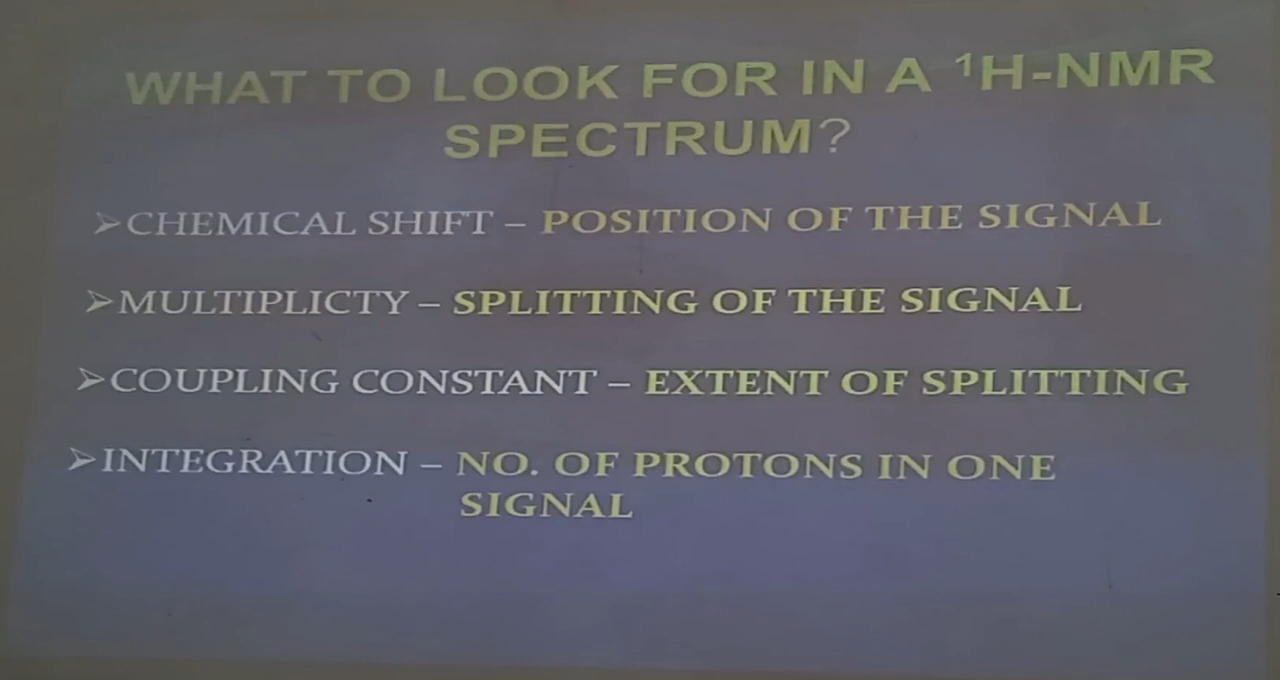 WHAT TO LOOK FOR IN A ¹H-NMR
SPECTRUM?
➢CHEMICAL SHIFT – POSITION OF THE SIGNAL
➢MULTIPLICTY – SPLITTING OF THE SIGNAL
➢COUPLING CONSTANT – EXTENT OF SPLITTING
➢INTEGRATION – NO. OF PROTONS IN ONE
SIGNAL